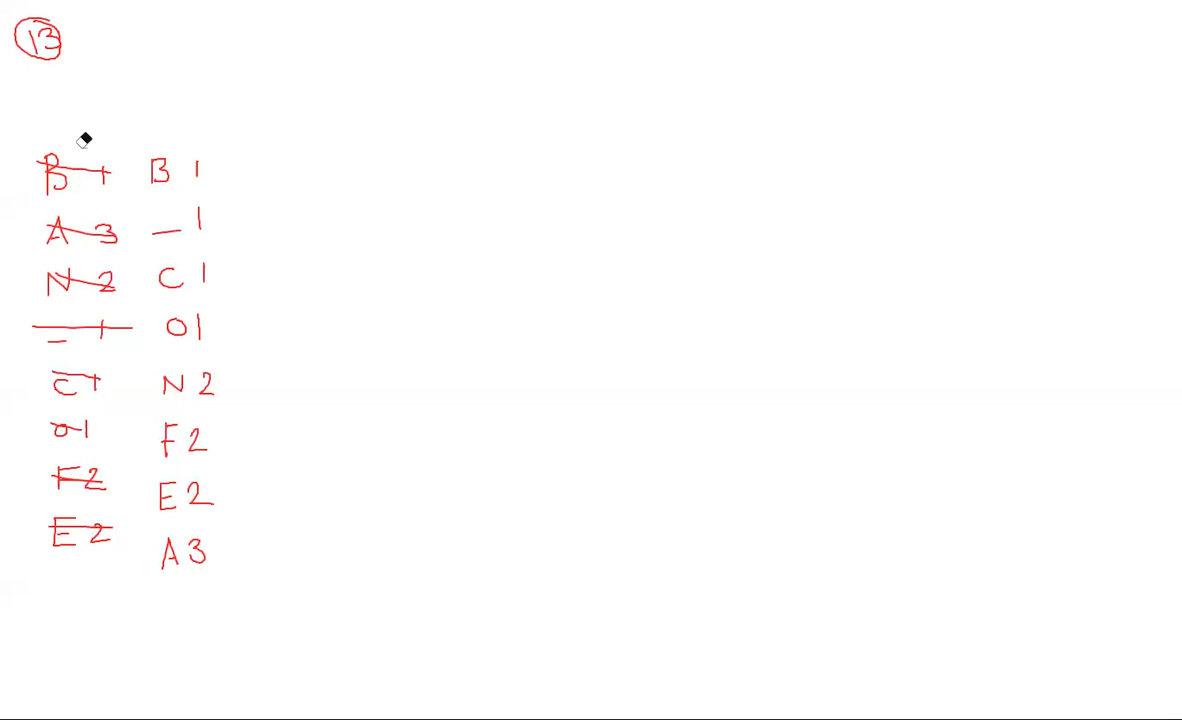 13
B 1 B 1
A 3 — 1
N 2 C 1
— 1 O 1
C 1 N 2
O 1 F 2
F 2 E 2
E 2 A 3